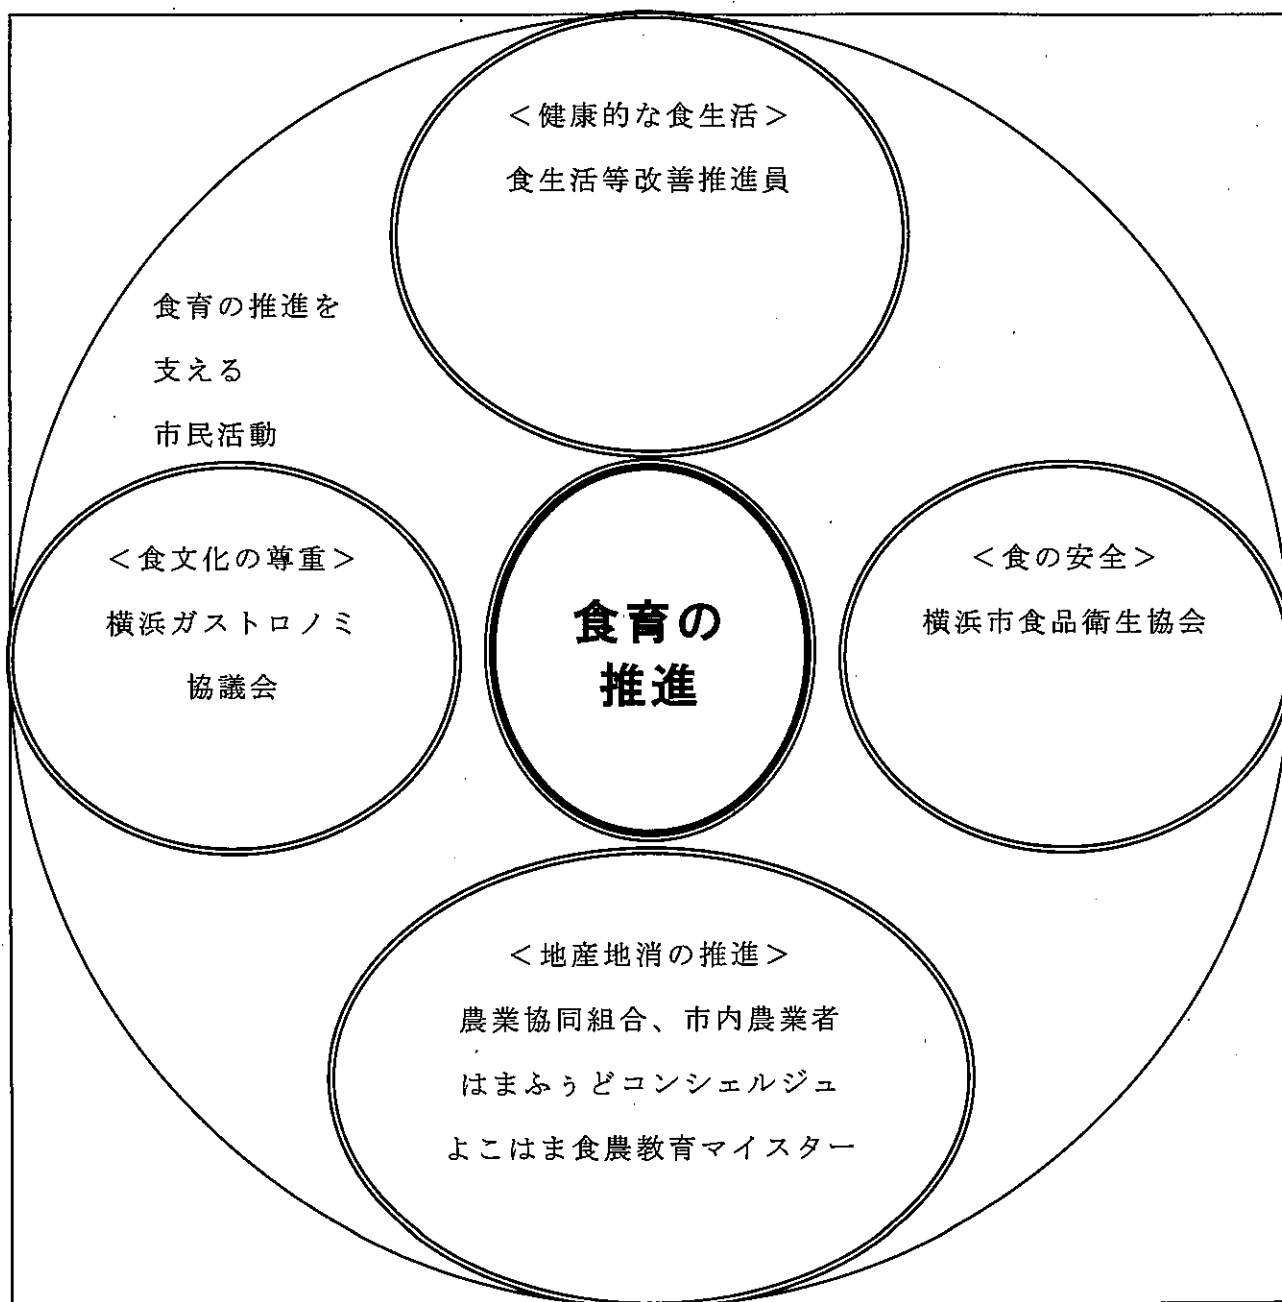 ＜健康的な食生活＞
食生活等改善推進員
食育の推進を
支える
市民活動
＜食文化の尊重＞
横浜ガストロノミ
協議会
食育の
推進
＜食の安全＞
横浜市食品衛生協会
＜地産地消の推進＞
農業協同組合、市内農業者
はまふぅどコンシェルジュ
よこはま食農教育マイスター